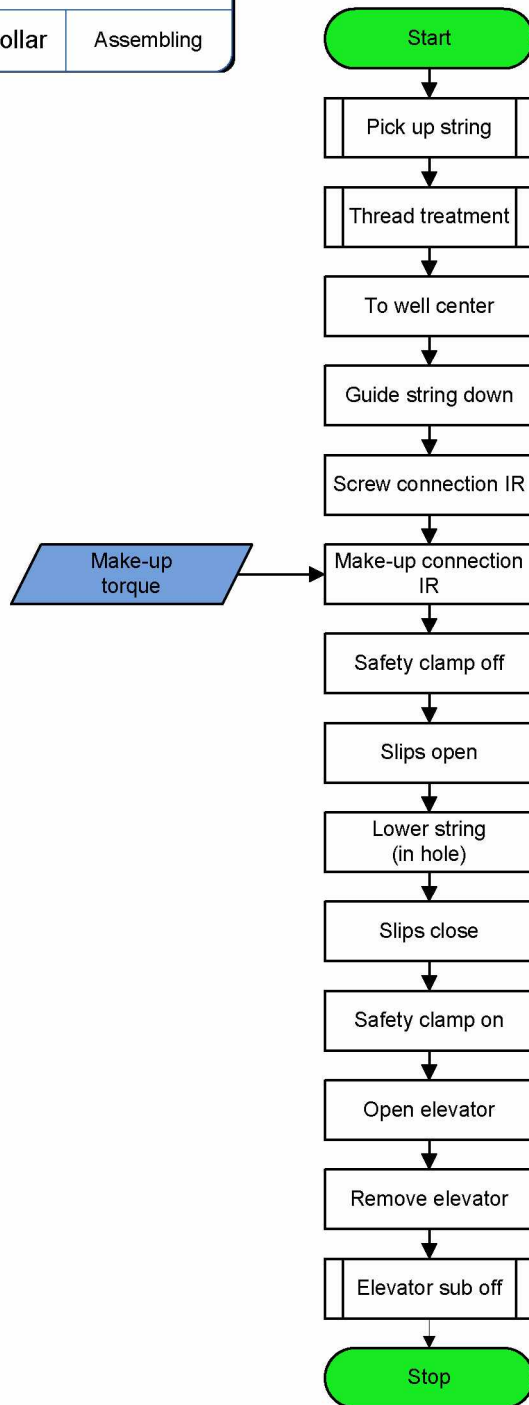 ollar Assembling
Start
Pick up string
Thread treatment
To well center
Guide string down
Screw connection IR
Make-up
torque
Make-up connection
IR
Safety clamp off
Slips open
Lower string
(in hole)
Slips close
Safety clamp on
Open elevator
Remove elevator
Elevator sub off
Stop